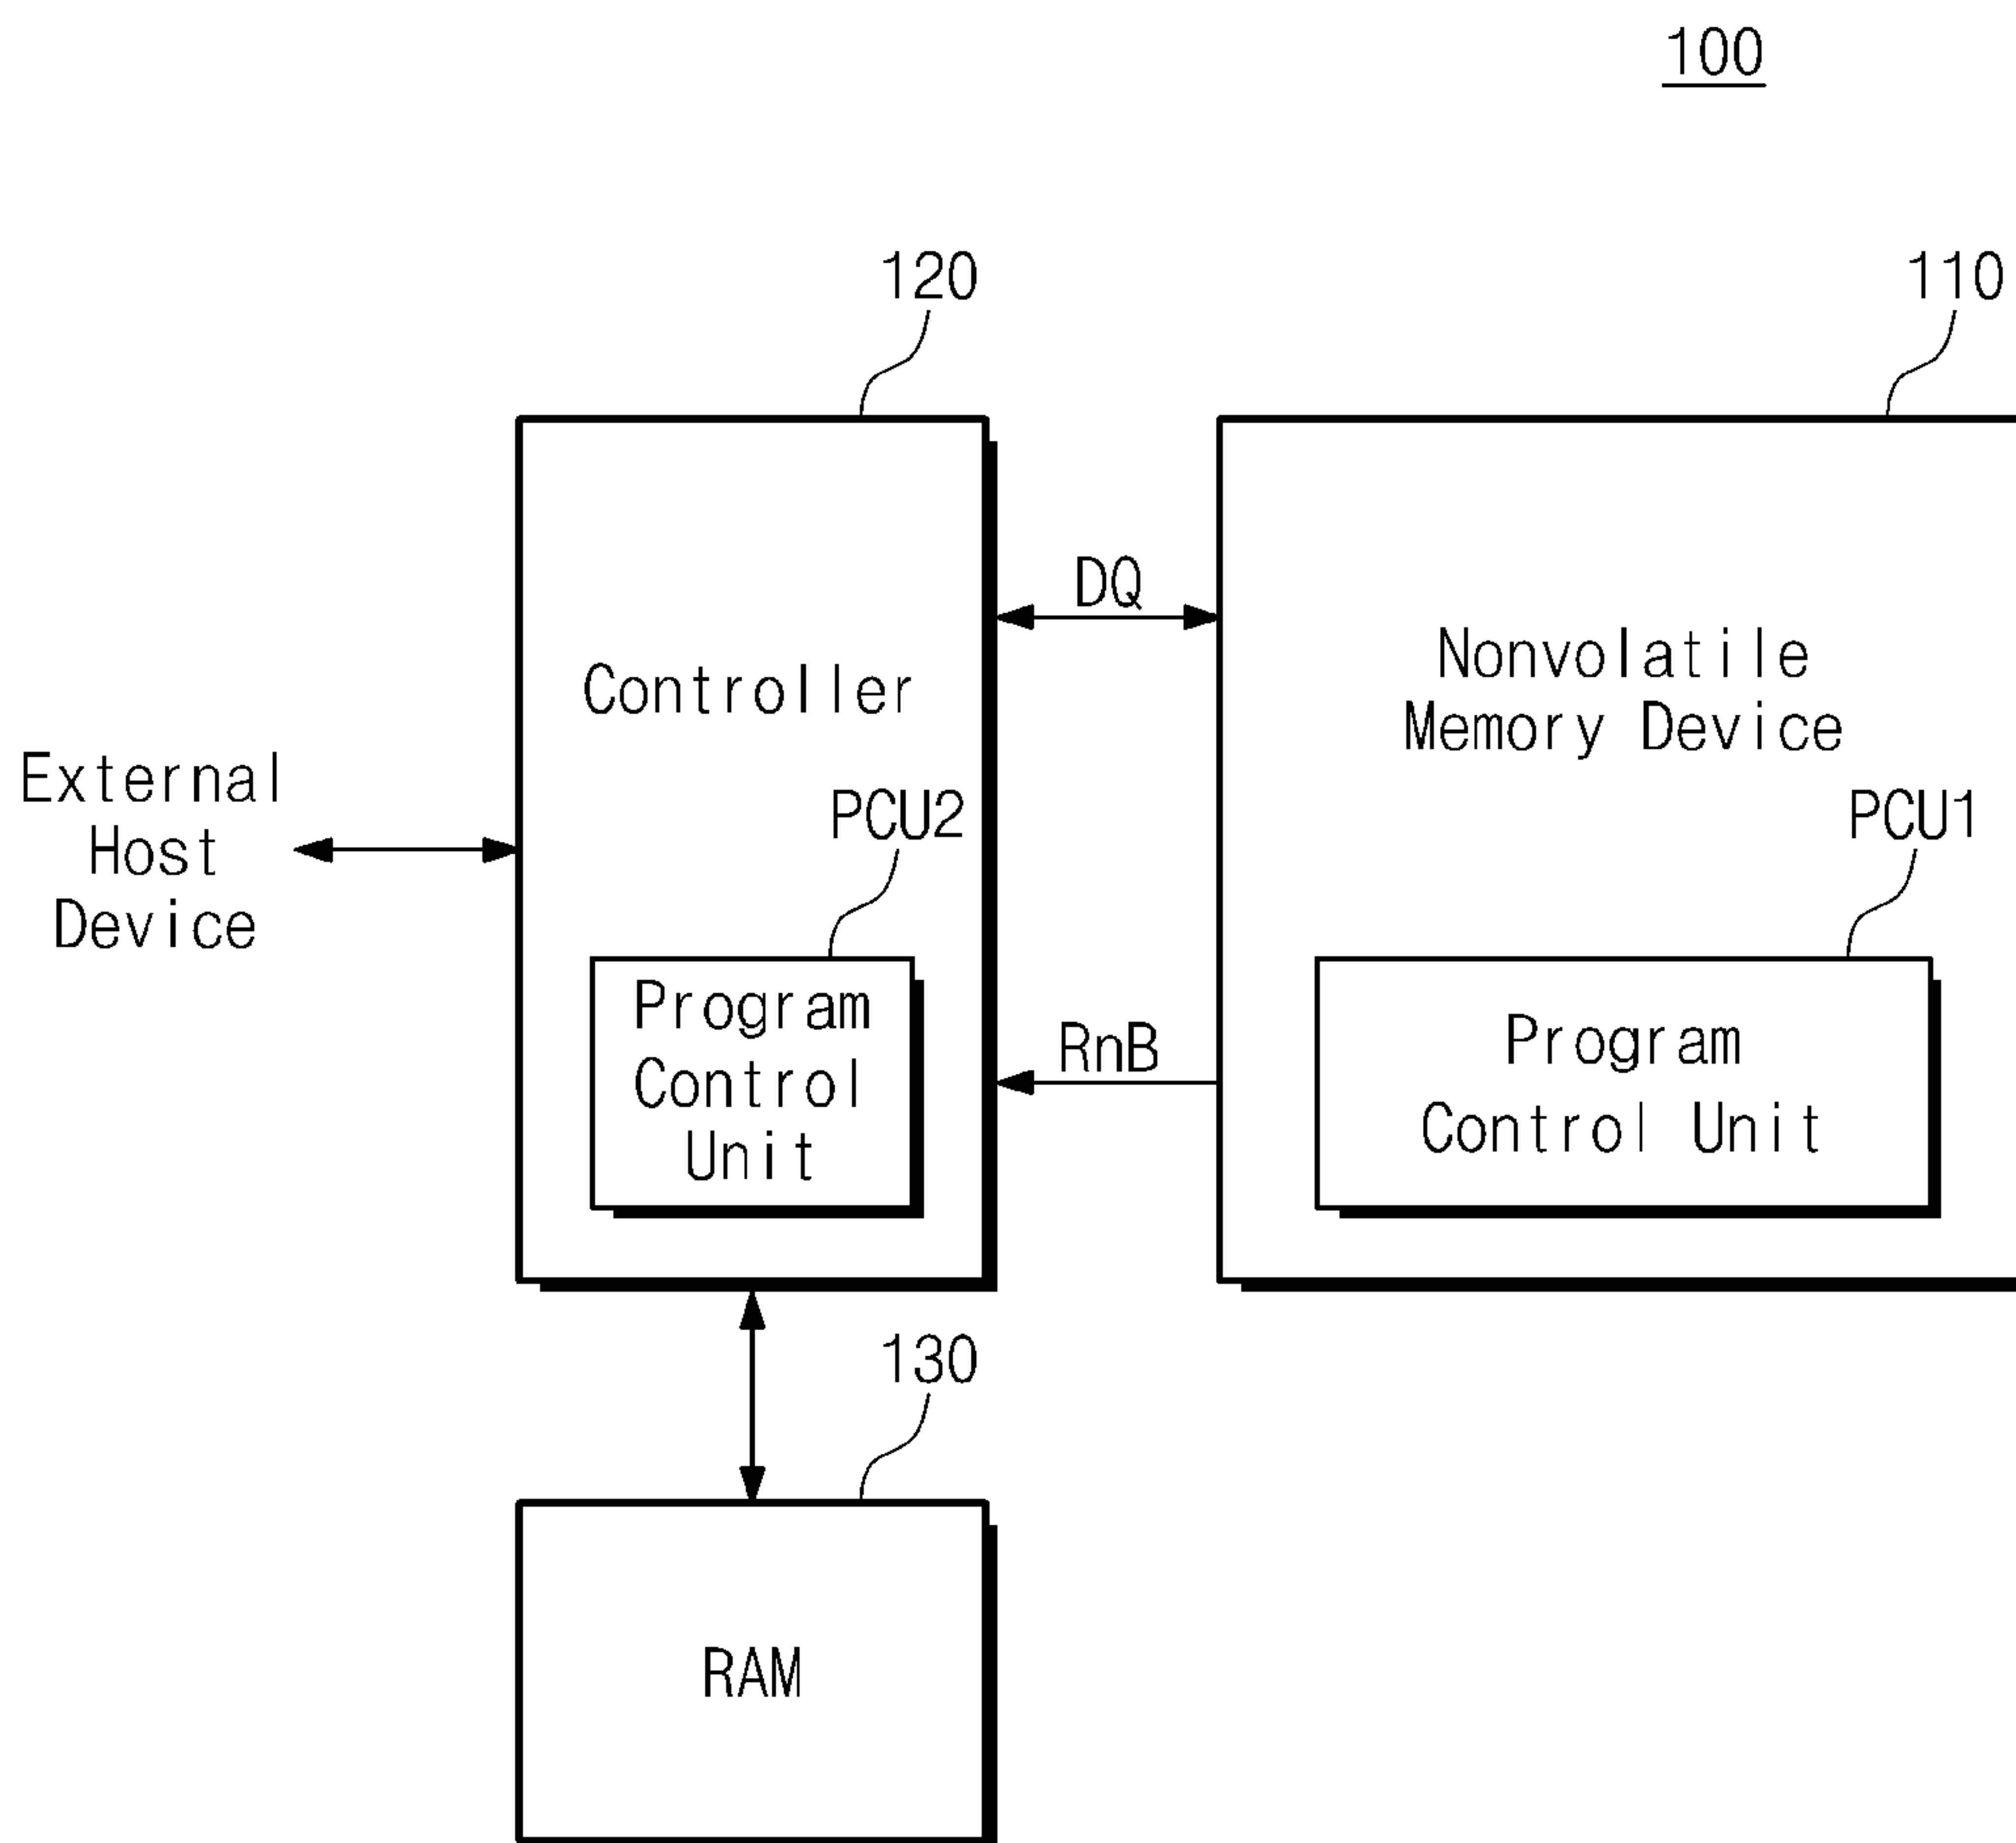 100
120
110
DQ
Controller
Nonvolatile
Memory Device
External
Host
Device
PCU2
PCU1
Program
Control
Unit
RnB
Program
Control Unit
130
RAM